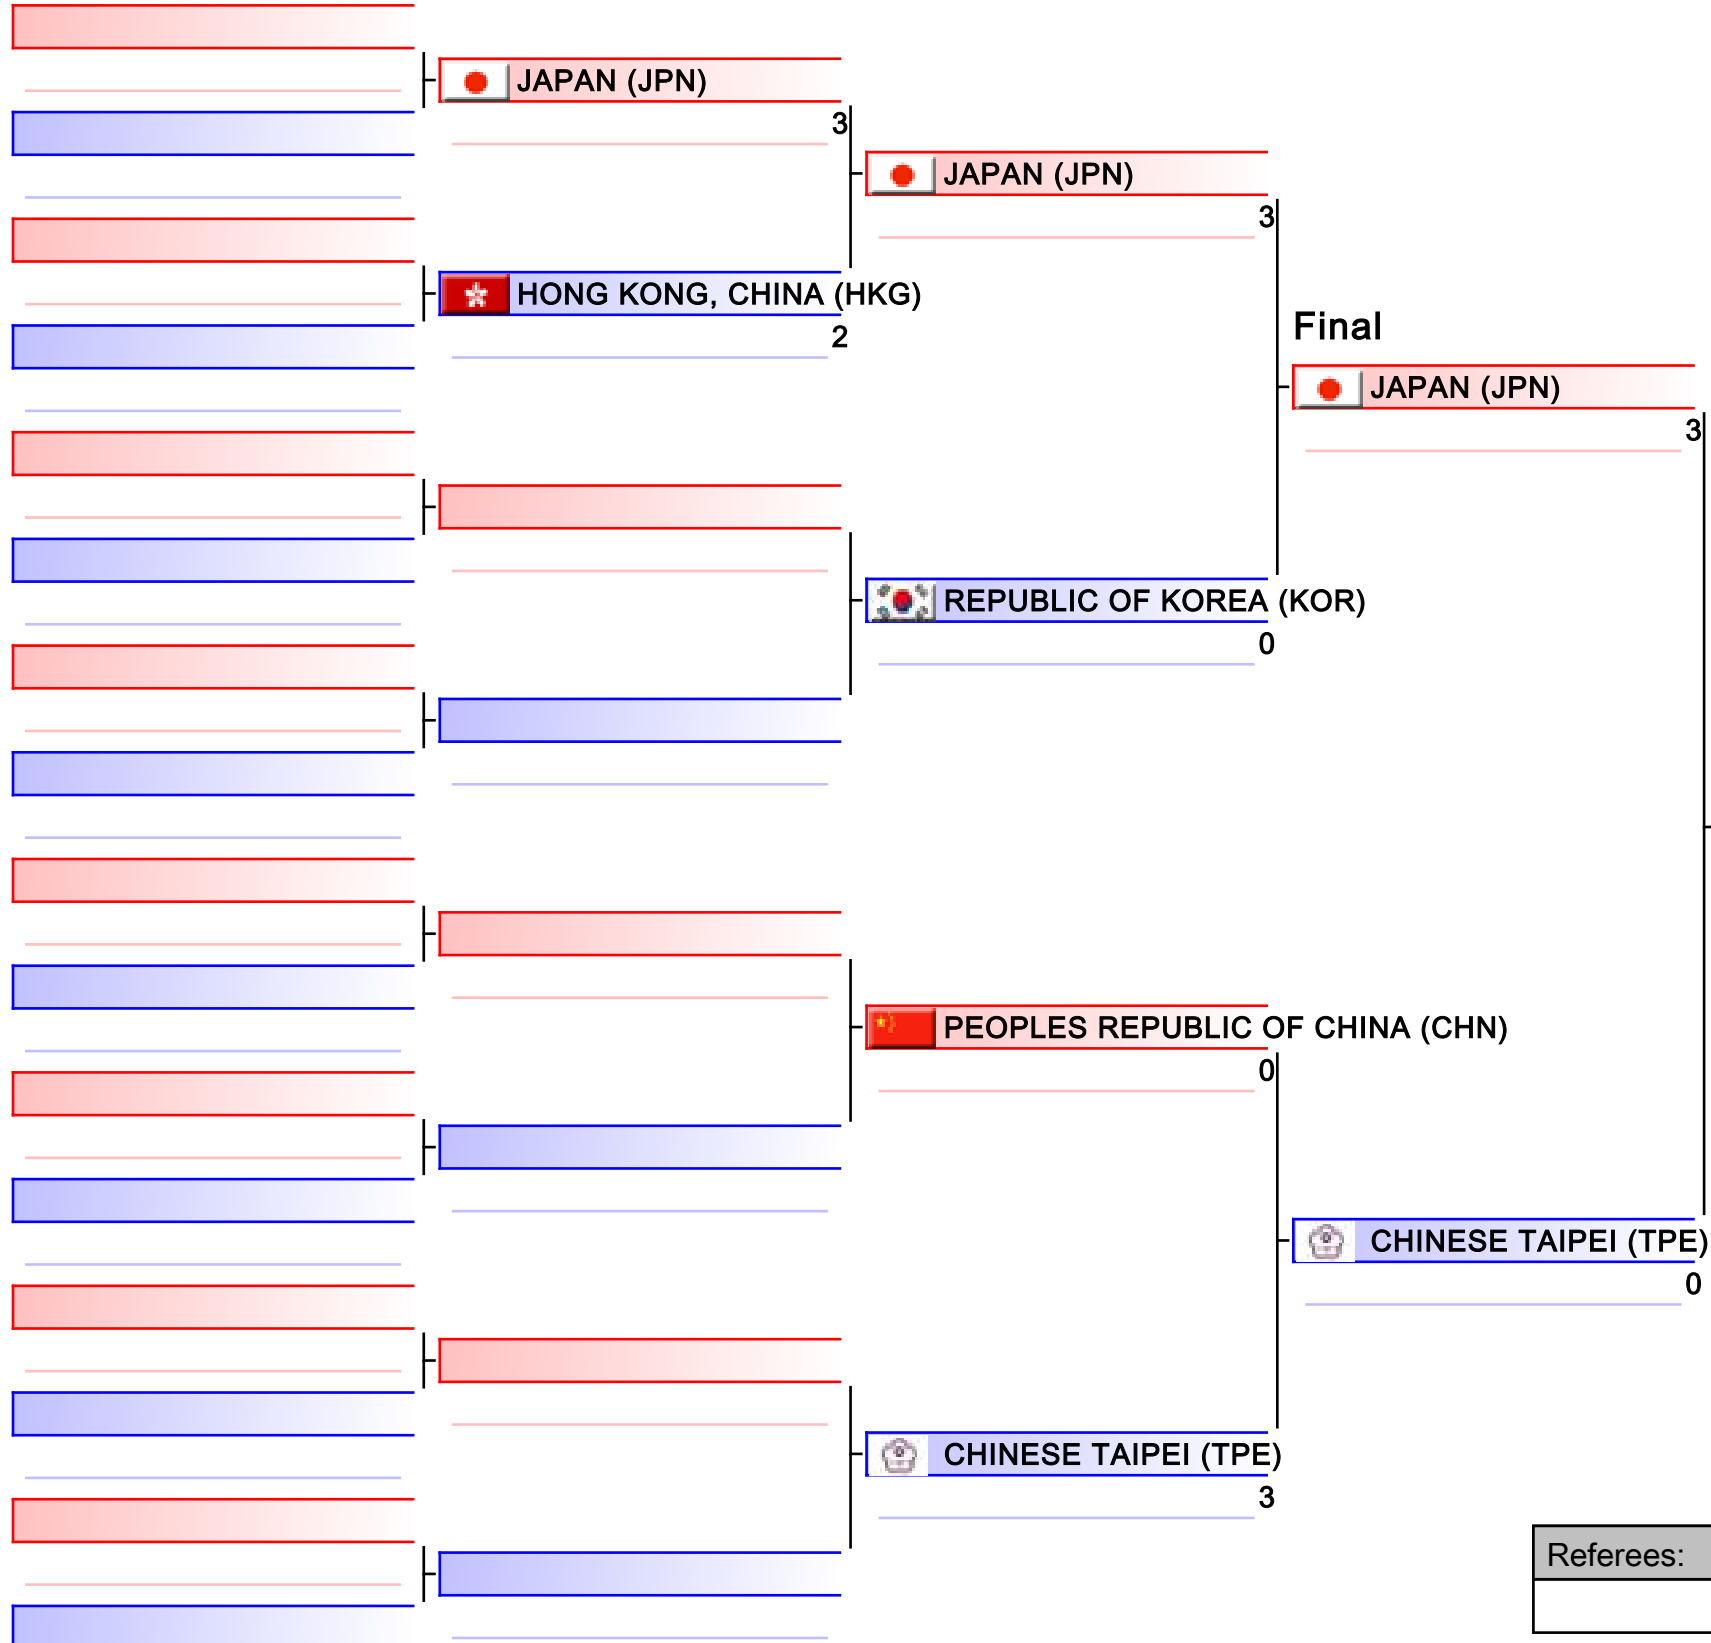 JAPAN (JPN)
3
JAPAN (JPN)
3
HONG KONG, CHINA (HKG)
2
Final
JAPAN (JPN)
3
REPUBLIC OF KOREA (KOR)
0
PEOPLES REPUBLIC OF CHINA (CHN)
0
CHINESE TAIPEI (TPE)
0
CHINESE TAIPEI (TPE)
3
Referees: